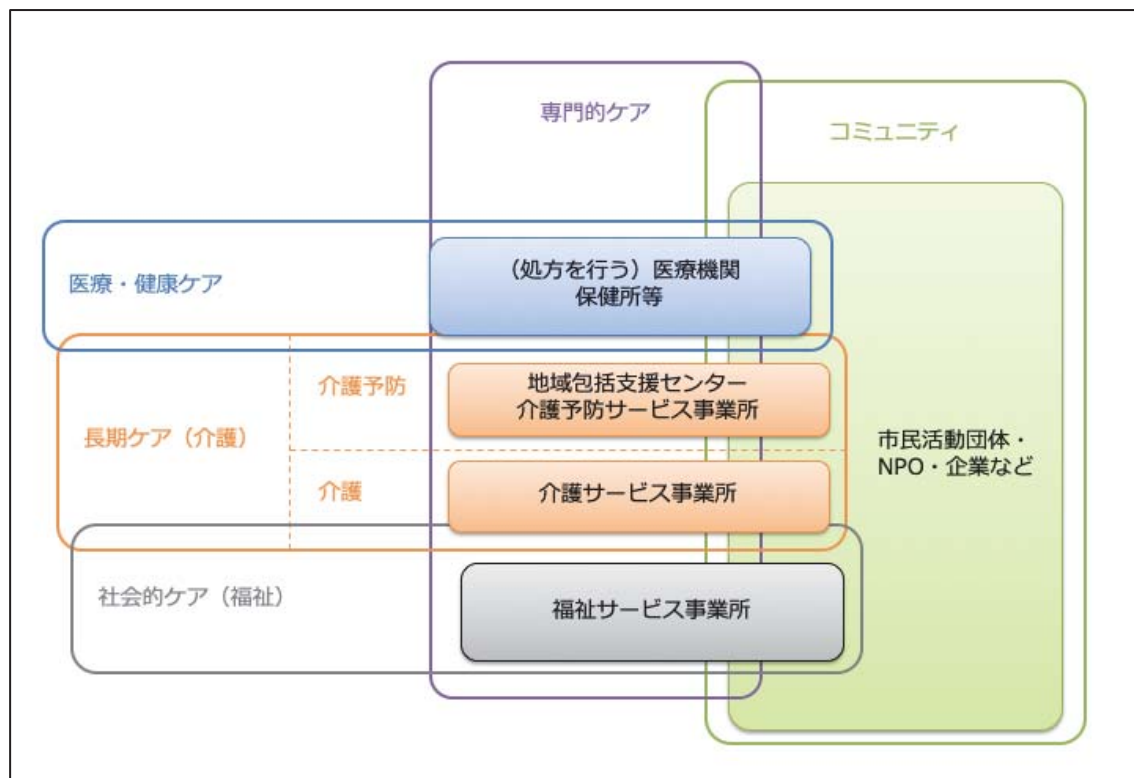 専門的ケア
コミュニティ
医療・健康ケア
（処方を行う）医療機関
保健所等
長期ケア（介護）
介護予防
地域包括支援センター
介護予防サービス事業所
介護
介護サービス事業所
市民活動団体・
NPO・企業など
社会的ケア（福祉）
福祉サービス事業所